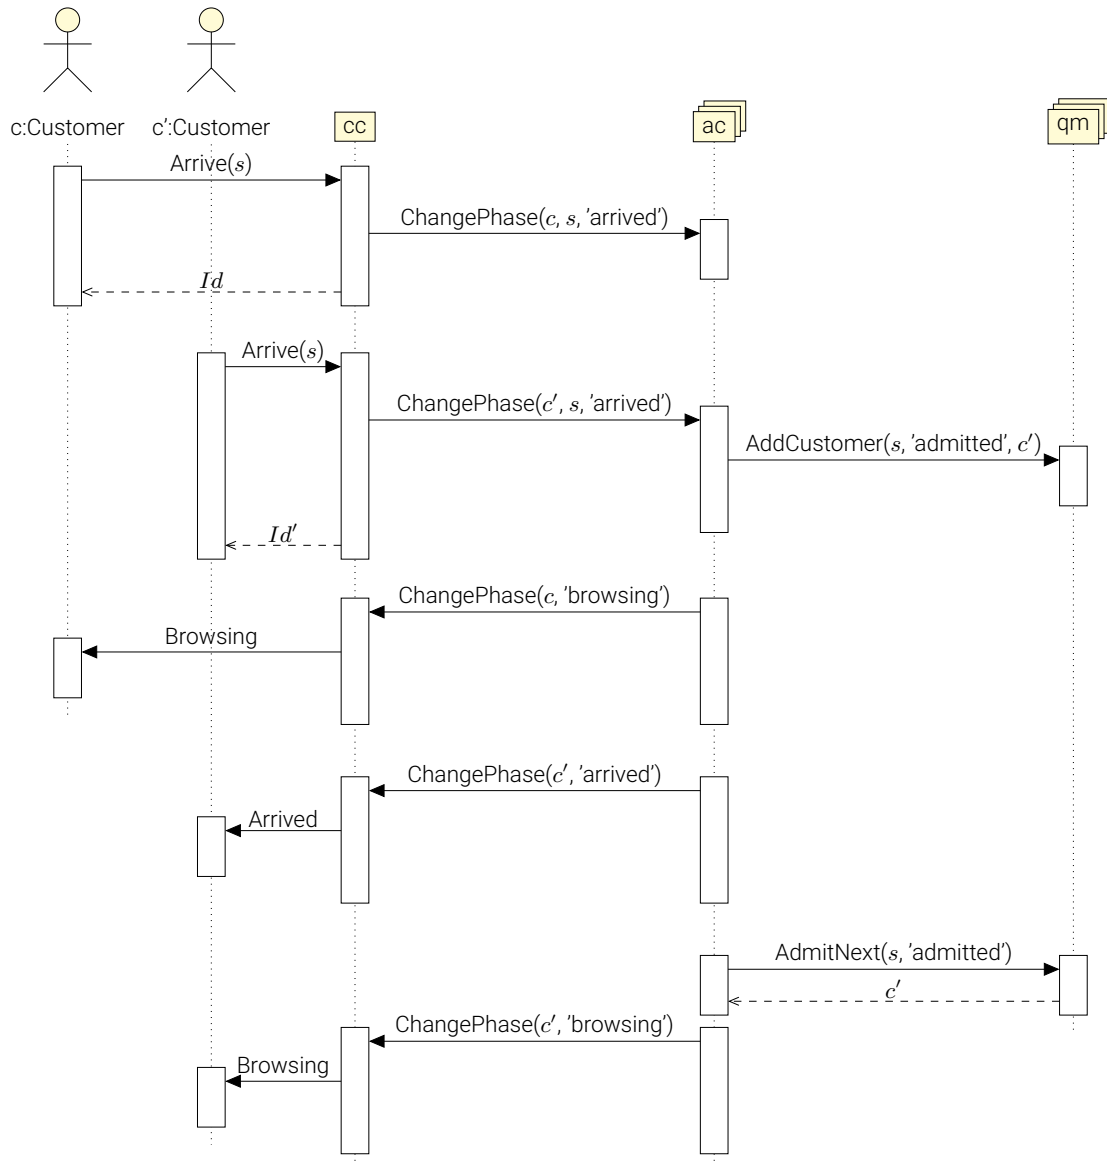 c:Customer
c’:Customer
cc
ac
qm
Arrive(s)
ChangePhase(c, s, ’arrived’)
Id
Arrive(s)
ChangePhase(c′, s, ’arrived’)
AddCustomer(s, ’admitted’, c′)
Id′
ChangePhase(c, ’browsing’)
Browsing
ChangePhase(c′, ’arrived’)
Arrived
AdmitNext(s, ’admitted’)
c′
ChangePhase(c′, ’browsing’)
Browsing